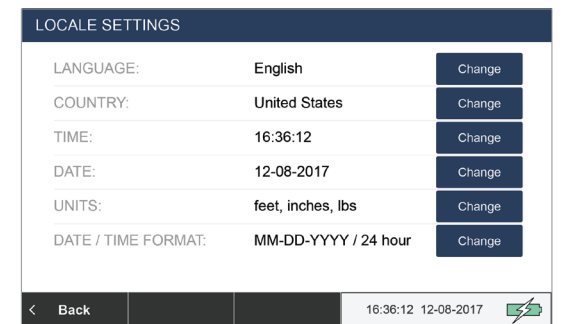 LOCALE SETTINGS
LANGUAGE: English Change
COUNTRY: United States Change
TIME: 16:36:12 Change
DATE: 12-08-2017 Change
UNITS: feet, inches, lbs Change
DATE / TIME FORMAT: MM-DD-YYYY / 24 hour Change
< Back 16:36:12 12-08-2017